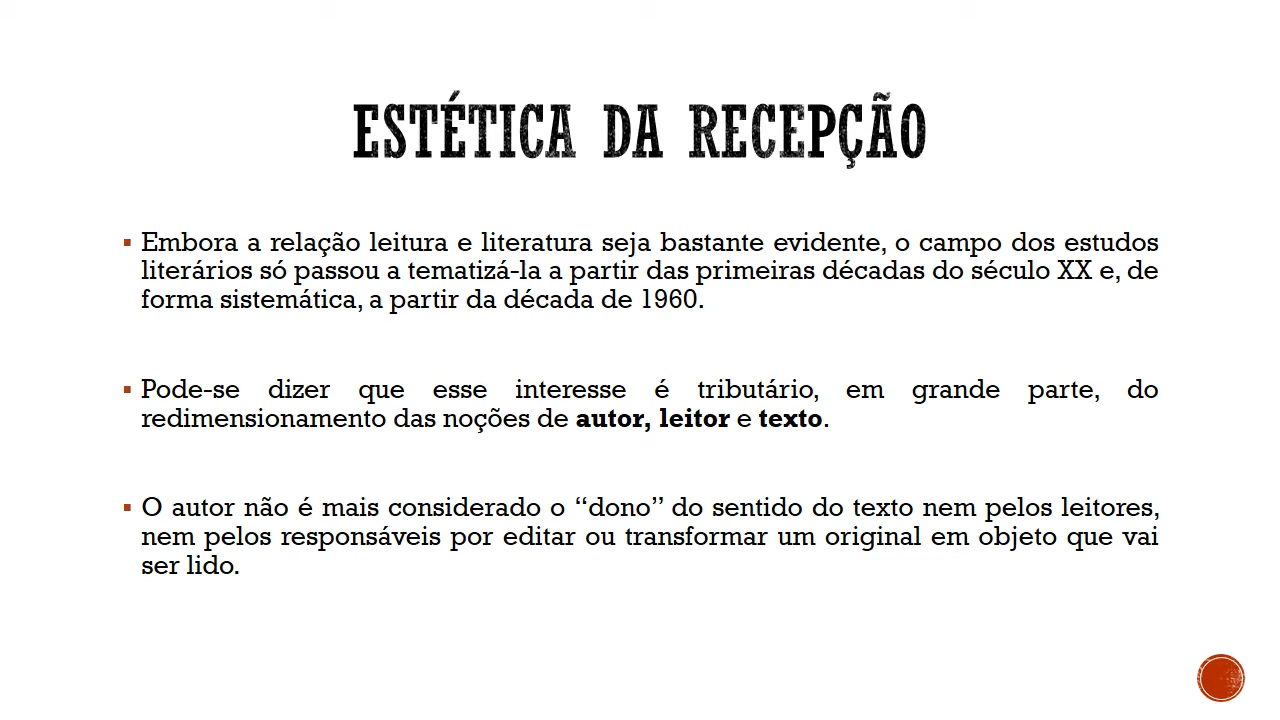 ESTÉTICA DA RECEPÇÃO
Embora a relação leitura e literatura seja bastante evidente, o campo dos estudos
literários só passou a tematizá-la a partir das primeiras décadas do século XX e, de
forma sistemática, a partir da década de 1960.
Pode-se dizer que esse interesse é tributário, em grande parte, do
redimensionamento das noções de autor, leitor e texto.
O autor não é mais considerado o “dono” do sentido do texto nem pelos leitores,
nem pelos responsáveis por editar ou transformar um original em objeto que vai
ser lido.